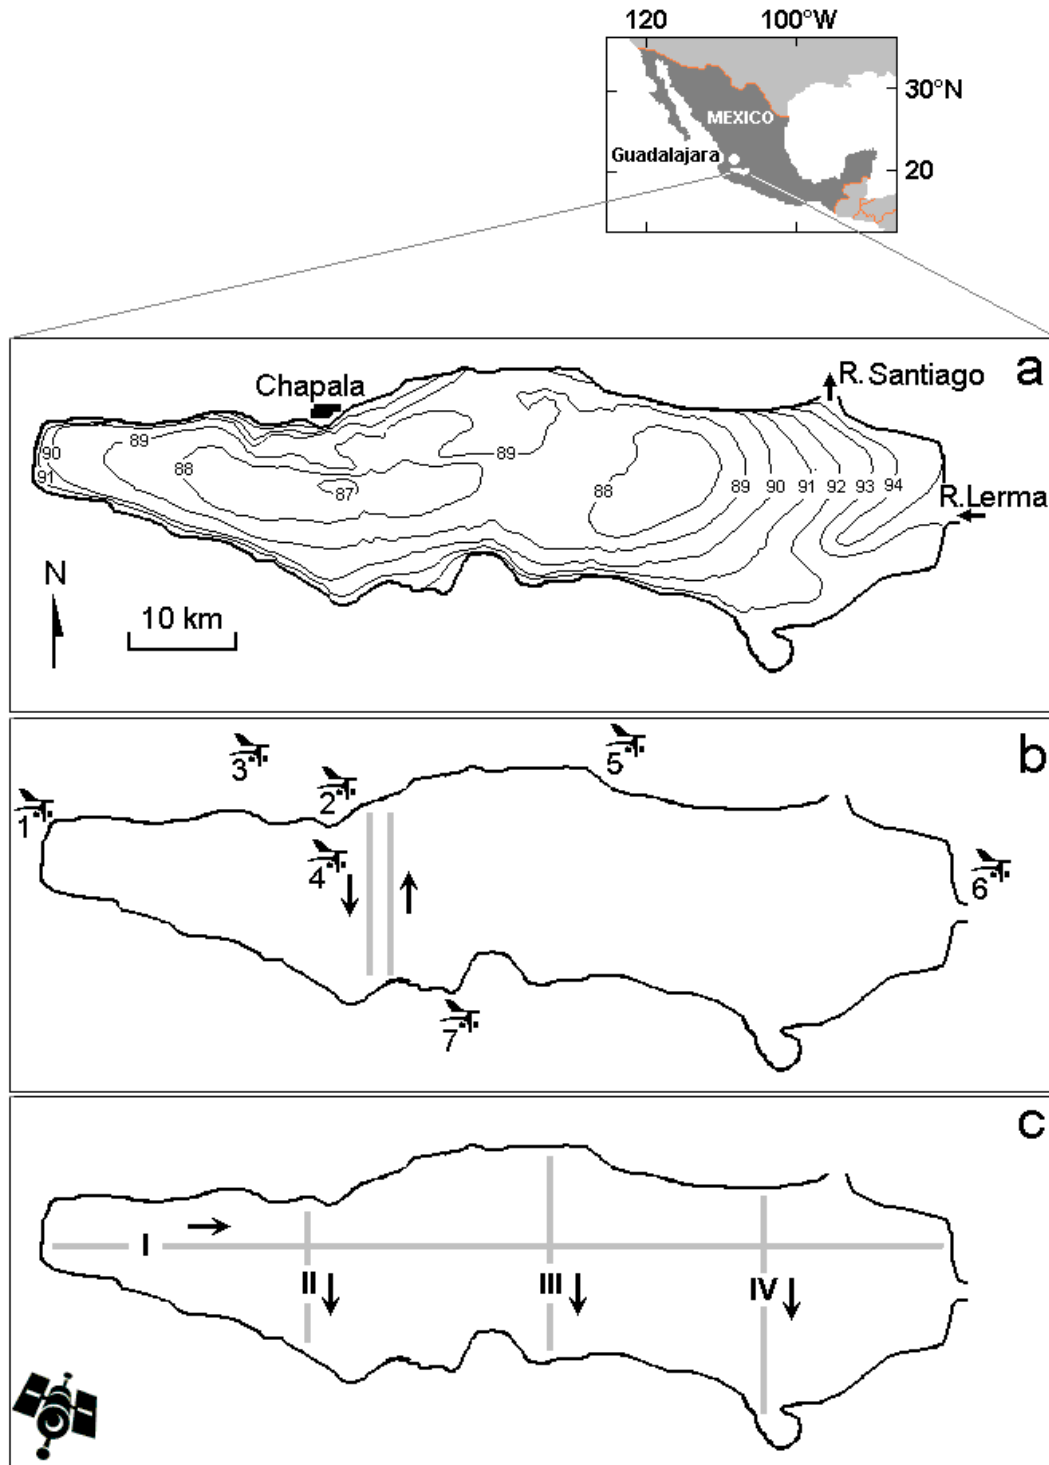 120 100°W
30°N
MEXICO
Guadalajara
20
a
R. Santiago
Chapala
89
90
88
89
91
87
88
89 90 91 92 93 94
R.Lerma
N
10 km
b
3
5
2
1
4
6
7
c
I
II
III
IV